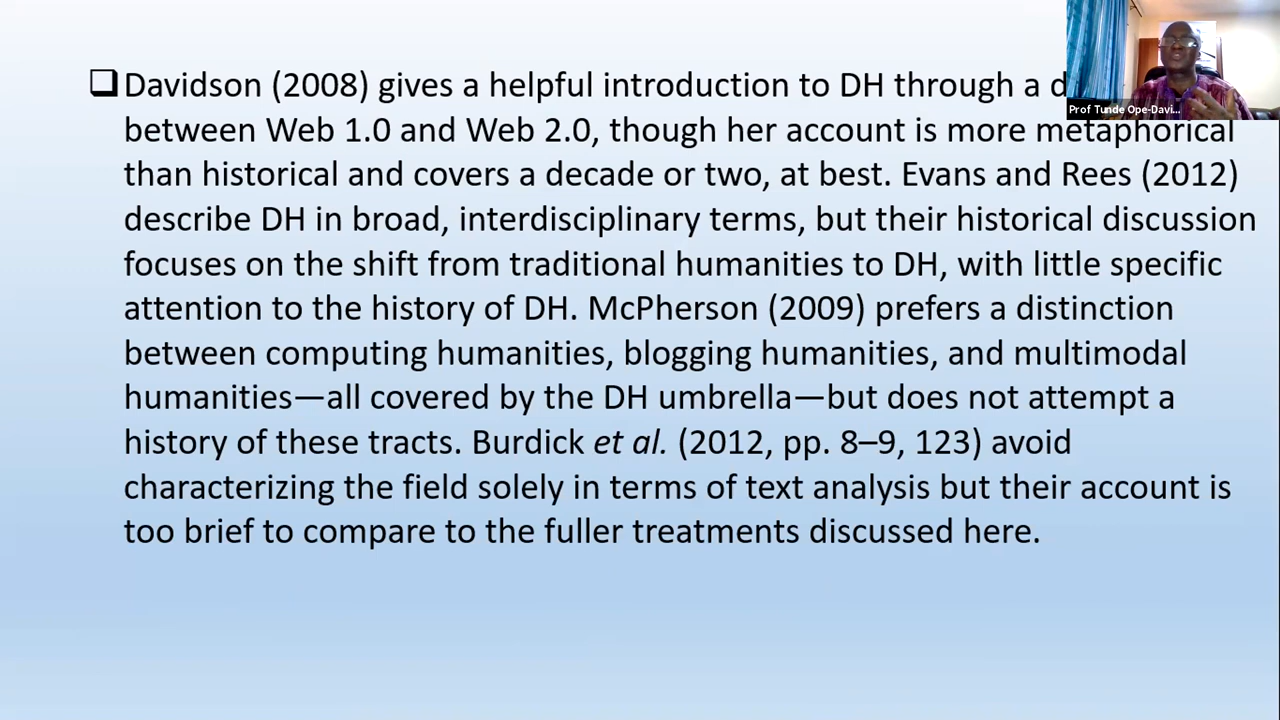 ❑Davidson (2008) gives a helpful introduction to DH through a
between Web 1.0 and Web 2.0, though her account is more metaphorical
than historical and covers a decade or two, at best. Evans and Rees (2012)
describe DH in broad, interdisciplinary terms, but their historical discussion
focuses on the shift from traditional humanities to DH, with little specific
attention to the history of DH. McPherson (2009) prefers a distinction
between computing humanities, blogging humanities, and multimodal
humanities—all covered by the DH umbrella—but does not attempt a
history of these tracts. Burdick et al. (2012, pp. 8–9, 123) avoid
characterizing the field solely in terms of text analysis but their account is
too brief to compare to the fuller treatments discussed here.
Prof Tunde Ope-Davi...